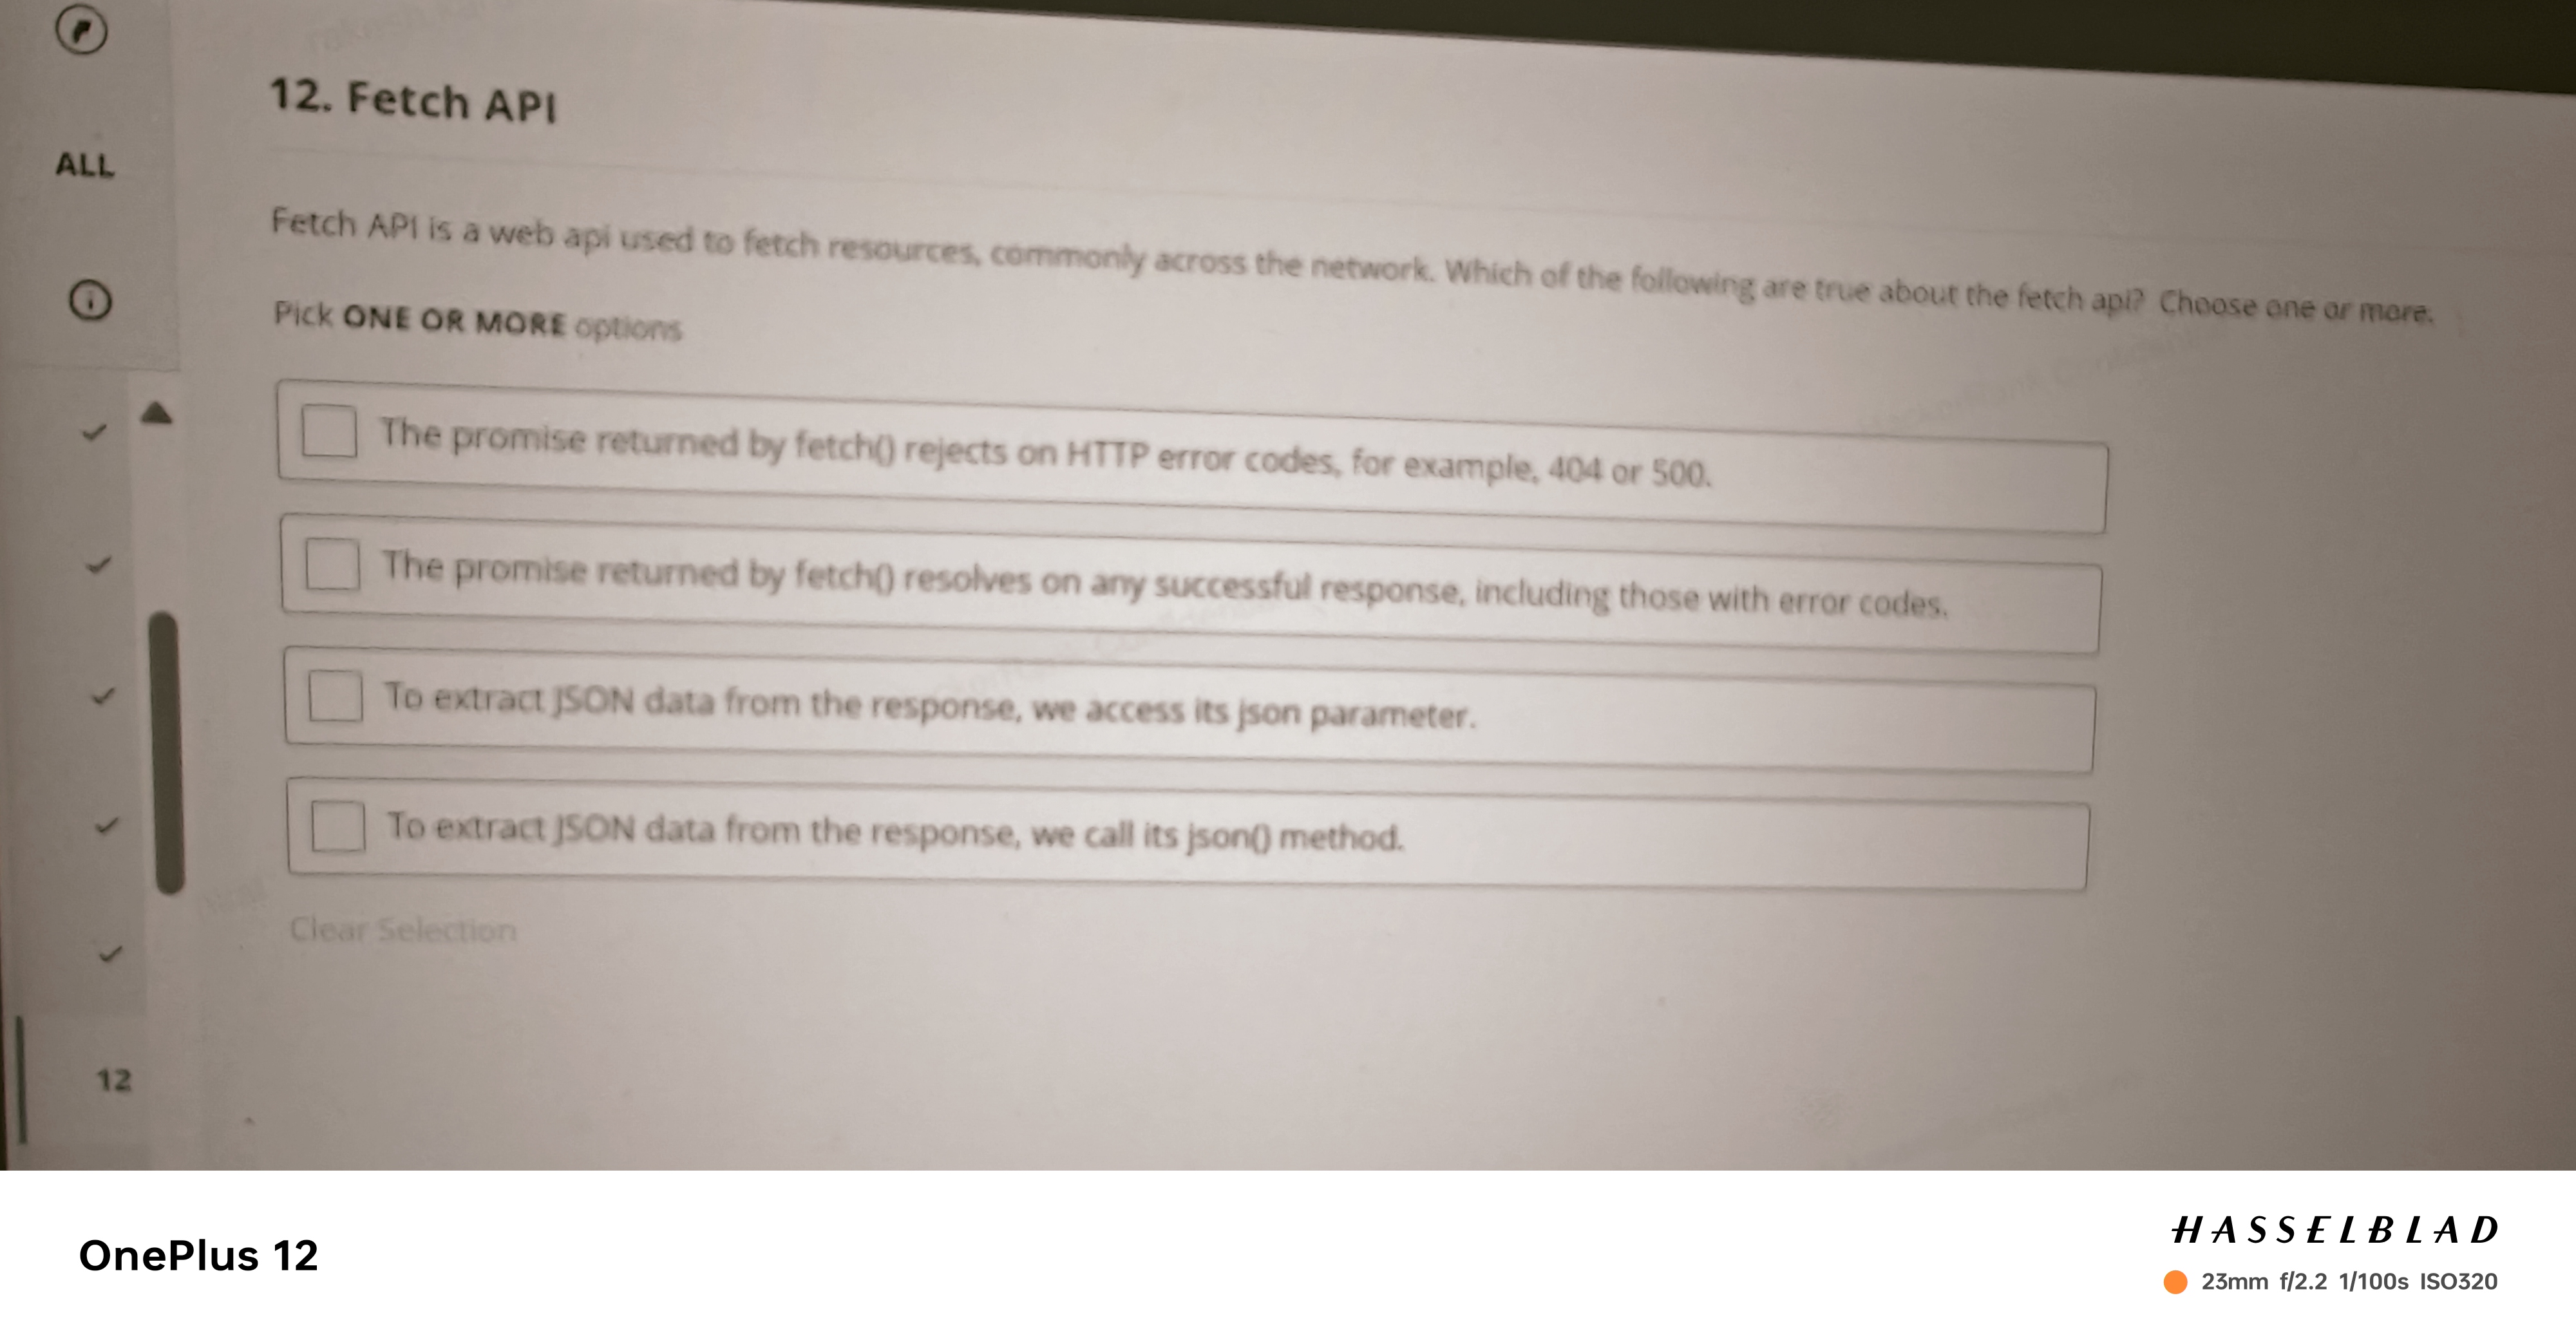 12. Fetch API
ALL
Fetch API is a web api used to fetch resources, commonly across the network. Which of the following are true about the fetch api? Choose one or more.
Pick ONE OR MORE options
The promise returned by fetch() rejects on HTTP error codes, for example, 404 or 500.
The promise returned by fetch() resolves on any successful response, including those with error codes.
To extract JSON data from the response, we access its json parameter.
To extract JSON data from the response, we call its json() method.
Clear Selection
12
OnePlus 12
HASSELBLAD
23mm f/2.2 1/100s ISO320